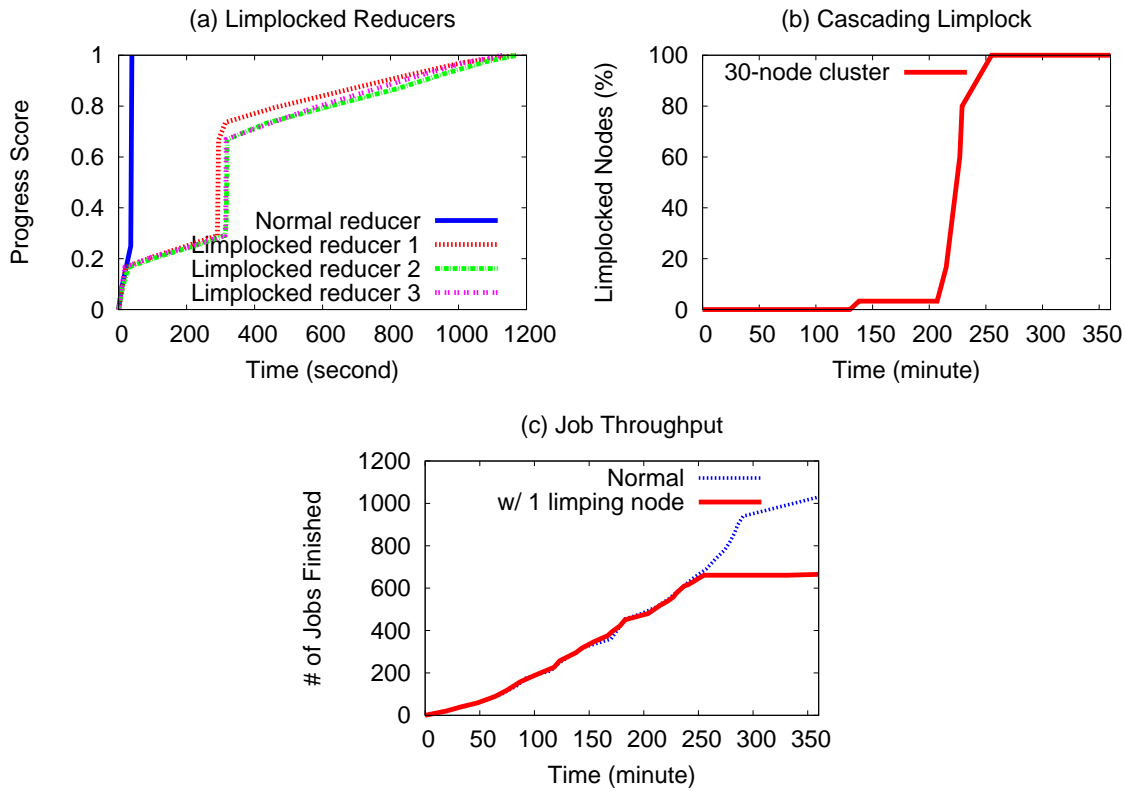 (a) Limplocked Reducers
Progress Score
1
0.8
0.6
0.4
0.2
0
Normal reducer
Limplocked reducer 1
Limplocked reducer 2
Limplocked reducer 3
0 200 400 600 800 1000 1200
Time (second)
(b) Cascading Limplock
Limplocked Nodes (%)
100
80
60
40
20
0
30-node cluster
0 50 100 150 200 250 300 350
Time (minute)
(c) Job Throughput
# of Jobs Finished
1200
1000
800
600
400
200
0
Normal
w/ 1 limping node
0 50 100 150 200 250 300 350
Time (minute)